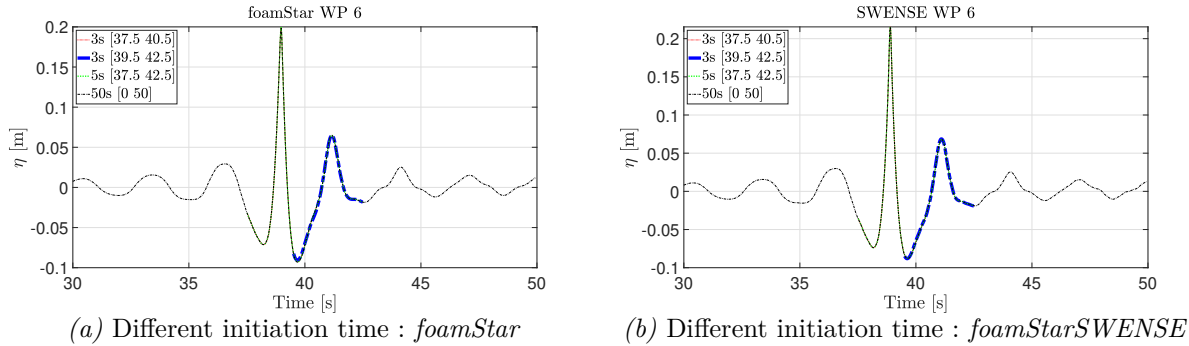 foamStar WP 6
0.2
0.15
0.1
0.05
0
-0.05
-0.1
η [m]
3s [37.5 40.5]
3s [39.5 42.5]
5s [37.5 42.5]
50s [0 50]
30 35 40 45 50
Time [s]
(a) Different initiation time : foamStar
SWENSE WP 6
0.2
0.15
0.1
0.05
0
-0.05
-0.1
η [m]
3s [37.5 40.5]
3s [39.5 42.5]
5s [37.5 42.5]
50s [0 50]
30 35 40 45 50
Time [s]
(b) Different initiation time : foamStarSWENSE